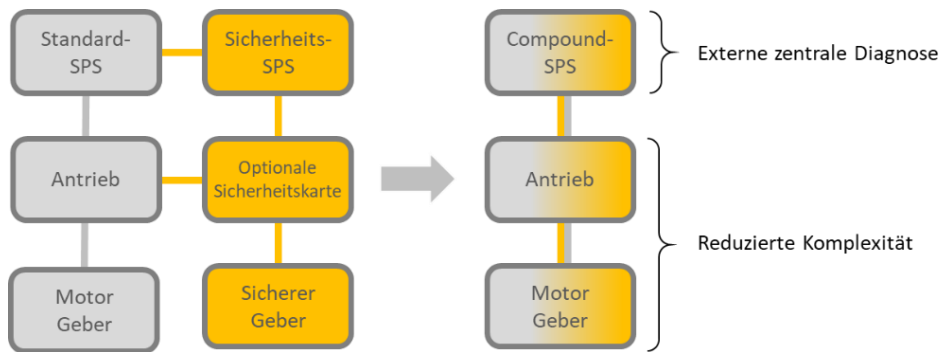 Standard-
SPS
Sicherheits-
SPS
Compound-
SPS
Externe zentrale Diagnose
Antrieb
Optionale
Sicherheitskarte
Antrieb
Reduzierte Komplexität
Motor
Geber
Sicherer
Geber
Motor
Geber